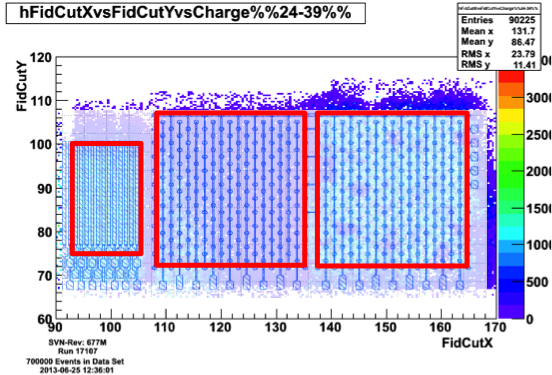 hFidCutXvsFidCutYvsCharge%%24-39%%
Entries 90225
Mean x 131.7
Mean y 86.47
RMS x 23.79
RMS y 11.41
FidCutY
120
110
100
90
80
70
60
90 100 110 120 130 140 150 160 170
FidCutX
3000
2500
2000
1500
1000
500
0
SVN-Rev: 677M
Run 17107
700000 Events in Data Set
2013-06-25 12:36:01